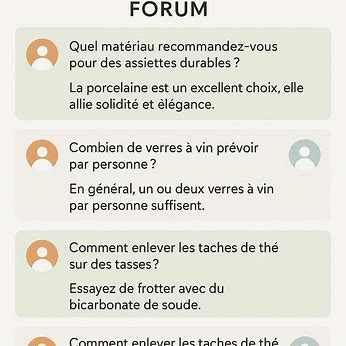 FORUM
Quel matériau recommandez-vous
pour des assiettes durables ?
La porcelaine est un excellent choix, elle
allie solidité et élégance.
Combien de verres à vin prévoir
par personne ?
En général, un ou deux verres à vin
par personne suffisent.
Comment enlever les taches de thé
sur des tasses ?
Essayez de frotter avec du
bicarbonate de soude.
Comment enlever les taches de thé